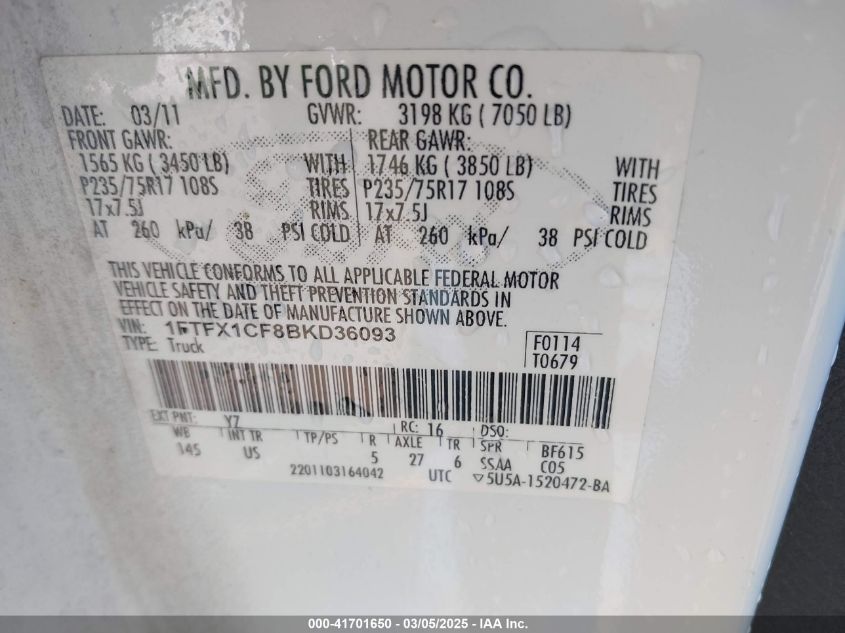 MFD. BY FORD MOTOR CO.
DATE: 03/11 GVWR: 3198 KG ( 7050 LB)
FRONT GAWR: REAR GAWR:
1565 KG ( 3450 LB) WITH 1746 KG ( 3850 LB) WITH
P235/75R17 108S TIRES P235/75R17 108S TIRES
17x7.5J RIMS 17x7.5J RIMS
AT 260 kPa/ 38 PSI COLD AT 260 kPa/ 38 PSI COLD
THIS VEHICLE CONFORMS TO ALL APPLICABLE FEDERAL MOTOR
VEHICLE SAFETY AND THEFT PREVENTION STANDARDS IN
EFFECT ON THE DATE OF MANUFACTURE SHOWN ABOVE.
VIN: 1FTFX1CF8BKD36093
TYPE: Truck
F0114
T0679
EXT PNT: YZ RC: 16 DSO:
WB INT TR TP/PS R AXLE TR SPR BF615
145 US 5 27 6 SSAA C05
2201103164042 UTC ▽5U5A-1520472-BA
000-41701650 - 03/05/2025 - IAA Inc.